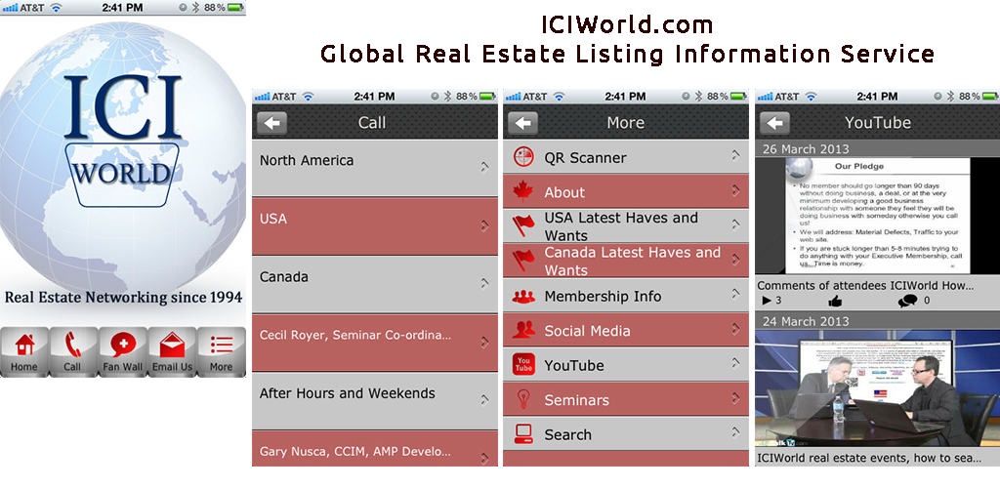 ICIWorld.com
Global Real Estate Listing Information Service
AT&T 2:41 PM 88%
ICI
WORLD
Real Estate Networking since 1994
Home Call Fan Wall Email Us More
AT&T 2:41 PM 88%
Call
North America
USA
Canada
Cecil Royer, Seminar Co-ordina...
After Hours and Weekends
Gary Nusca, CCIM, AMP Develo...
AT&T 2:41 PM 88%
More
QR Scanner
About
USA Latest Haves and
Wants
Canada Latest Haves and
Wants
Membership Info
Social Media
You
Tube
YouTube
Seminars
Search
AT&T 2:41 PM 88%
YouTube
26 March 2013
Our Pledge
• No member should go longer than 90 days
without doing business, a deal, or at the very
minimum developing a good business
relationship with someone they feel they will be
doing business with someday otherwise you call
us!
• We will address: Material Defects, Traffic to your
web site.
• If you are stuck longer than 5-8 minutes trying to
do anything with your Executive Membership, call
us. Time is money.
Comments of attendees ICIWorld How...
3 0
24 March 2013
ICIWorld real estate events, how to sea...